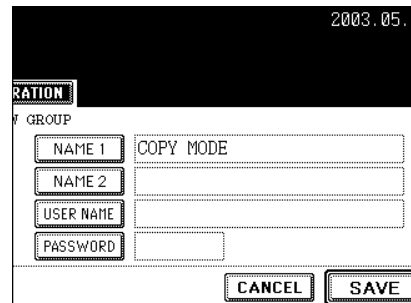 2003.05.
RATION
GROUP
NAME 1 COPY MODE
NAME 2
USER NAME
PASSWORD
CANCEL SAVE